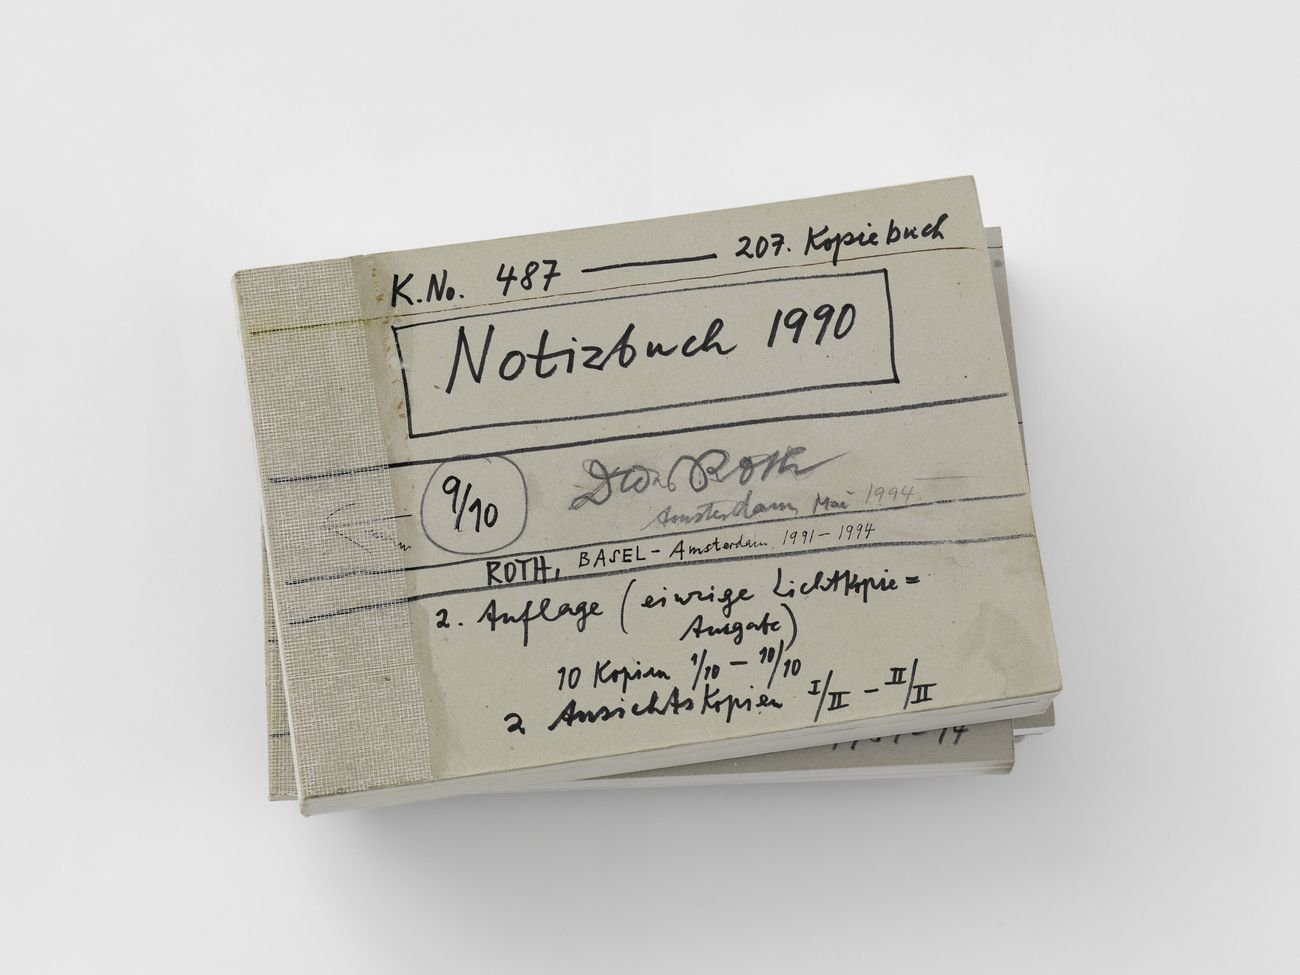 K.No. 487 — 207. Kopiebuch
Notizbuch 1990
9/10
Roth
Amsterdam Mai 1994
ROTH, BASEL - Amsterdam 1991 - 1994
2. Auflage (einzige Lichtkopie=
Ausgabe)
10 Kopien 1/10 - 10/10
2 AnsichtsKopien I/II - II/II